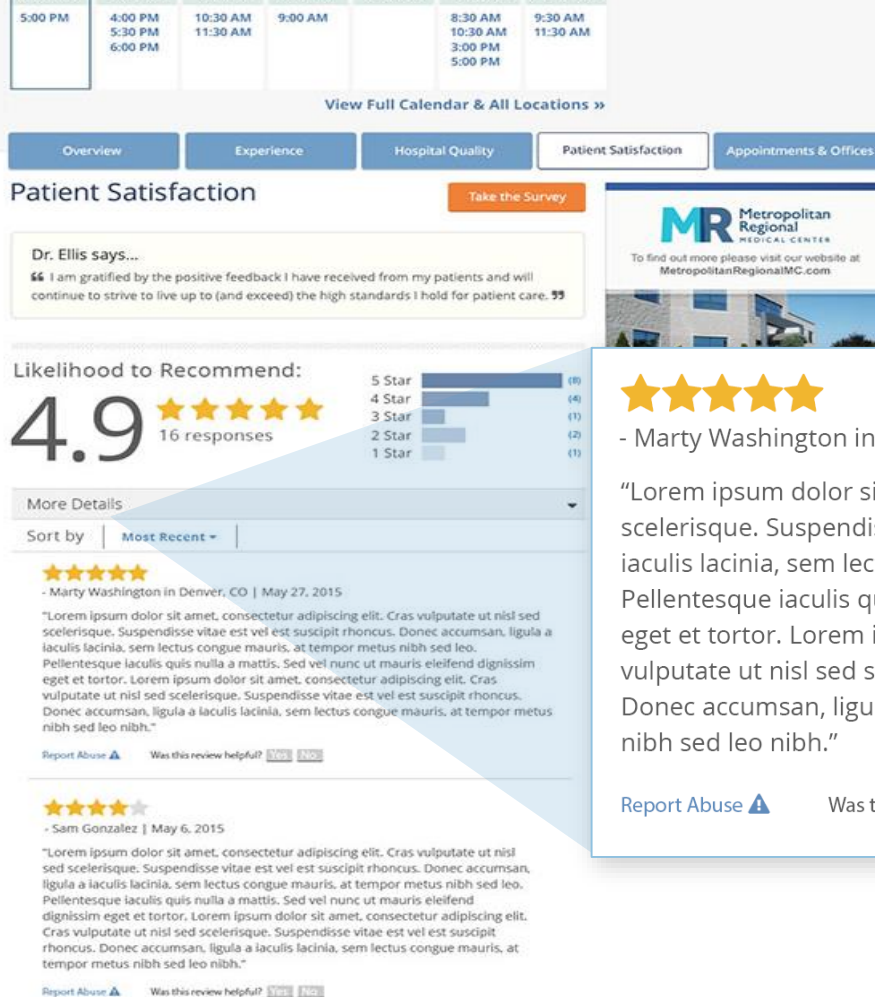 5:00 PM 4:00 PM 10:30 AM 9:00 AM 8:30 AM 9:30 AM
5:30 PM 11:30 AM 10:30 AM 11:30 AM
6:00 PM 3:00 PM
5:00 PM
View Full Calendar & All Locations »
Overview Experience Hospital Quality Patient Satisfaction Appointments & Offices
Patient Satisfaction
Take the Survey
Dr. Ellis says...
“ I am gratified by the positive feedback I have received from my patients and will
continue to strive to live up to (and exceed) the high standards I hold for patient care. ”
MR Metropolitan
Regional
MEDICAL CENTER
To find out more please visit our website at
MetropolitanRegionalMC.com
Likelihood to Recommend:
4.9
16 responses
5 Star (8)
4 Star (4)
3 Star (1)
2 Star (2)
1 Star (1)
More Details
Sort by Most Recent
- Marty Washington in Denver, CO | May 27, 2015
"Lorem ipsum dolor sit amet, consectetur adipiscing elit. Cras vulputate ut nisl sed
scelerisque. Suspendisse vitae est vel est suscipit rhoncus. Donec accumsan, ligula a
iaculis lacinia, sem lectus congue mauris, at tempor metus nibh sed leo.
Pellentesque iaculis quis nulla a mattis. Sed vel nunc ut mauris eleifend dignissim
eget et tortor. Lorem ipsum dolor sit amet, consectetur adipiscing elit. Cras
vulputate ut nisl sed scelerisque. Suspendisse vitae est vel est suscipit rhoncus.
Donec accumsan, ligula a iaculis lacinia, sem lectus congue mauris, at tempor metus
nibh sed leo nibh."
Report Abuse Was this review helpful? Yes No
- Sam Gonzalez | May 6, 2015
"Lorem ipsum dolor sit amet, consectetur adipiscing elit. Cras vulputate ut nisl
sed scelerisque. Suspendisse vitae est vel est suscipit rhoncus. Donec accumsan,
ligula a iaculis lacinia, sem lectus congue mauris, at tempor metus nibh sed leo.
Pellentesque iaculis quis nulla a mattis. Sed vel nunc ut mauris eleifend
dignissim eget et tortor. Lorem ipsum dolor sit amet, consectetur adipiscing elit.
Cras vulputate ut nisl sed scelerisque. Suspendisse vitae est vel est suscipit
rhoncus. Donec accumsan, ligula a iaculis lacinia, sem lectus congue mauris, at
tempor metus nibh sed leo nibh."
Report Abuse Was this review helpful? Yes No
- Marty Washington in
“Lorem ipsum dolor si
scelerisque. Suspendis
iaculis lacinia, sem lec
Pellentesque iaculis qu
eget et tortor. Lorem i
vulputate ut nisl sed s
Donec accumsan, ligu
nibh sed leo nibh.”
Report Abuse Was t